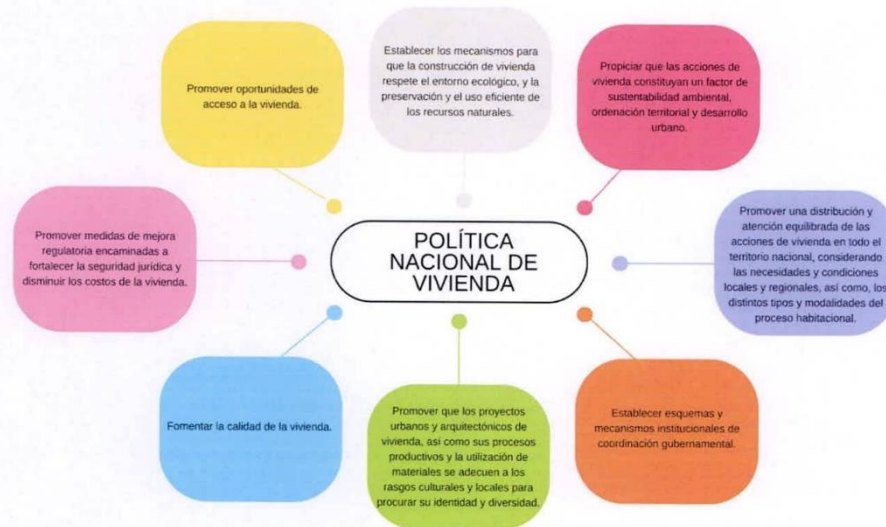 Promover oportunidades de
acceso a la vivienda.
Establecer los mecanismos para
que la construcción de vivienda
respete el entorno ecológico, y la
preservación y el uso eficiente de
los recursos naturales.
Propiciar que las acciones de
vivienda constituyan un factor de
sustentabilidad ambiental,
ordenación territorial y desarrollo
urbano.
Promover medidas de mejora
regulatoria encaminadas a
fortalecer la seguridad jurídica y
disminuir los costos de la vivienda.
POLÍTICA
NACIONAL DE
VIVIENDA
Promover una distribución y
atención equilibrada de las
acciones de vivienda en todo el
territorio nacional, considerando
las necesidades y condiciones
locales y regionales, así como, los
distintos tipos y modalidades del
proceso habitacional.
Fomentar la calidad de la vivienda.
Promover que los proyectos
urbanos y arquitectónicos de
vivienda, así como sus procesos
productivos y la utilización de
materiales se adecuen a los
rasgos culturales y locales para
procurar su identidad y diversidad.
Establecer esquemas y
mecanismos institucionales de
coordinación gubernamental.